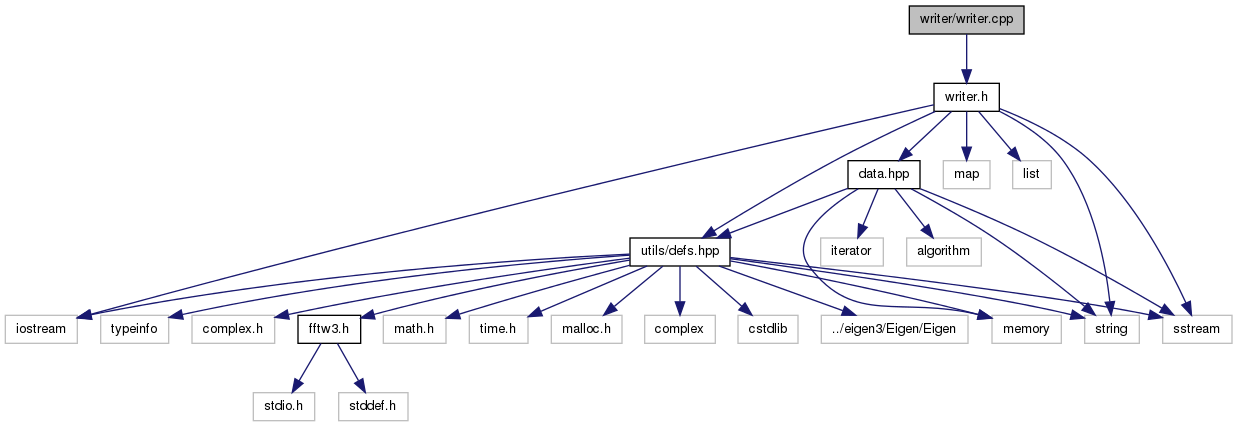 writer/writer.cpp
writer.h
data.hpp
map
list
utils/defs.hpp
iterator
algorithm
iostream
typeinfo
complex.h
fftw3.h
math.h
time.h
malloc.h
complex
cstdlib
../eigen3/Eigen/Eigen
memory
string
sstream
stdio.h
stddef.h